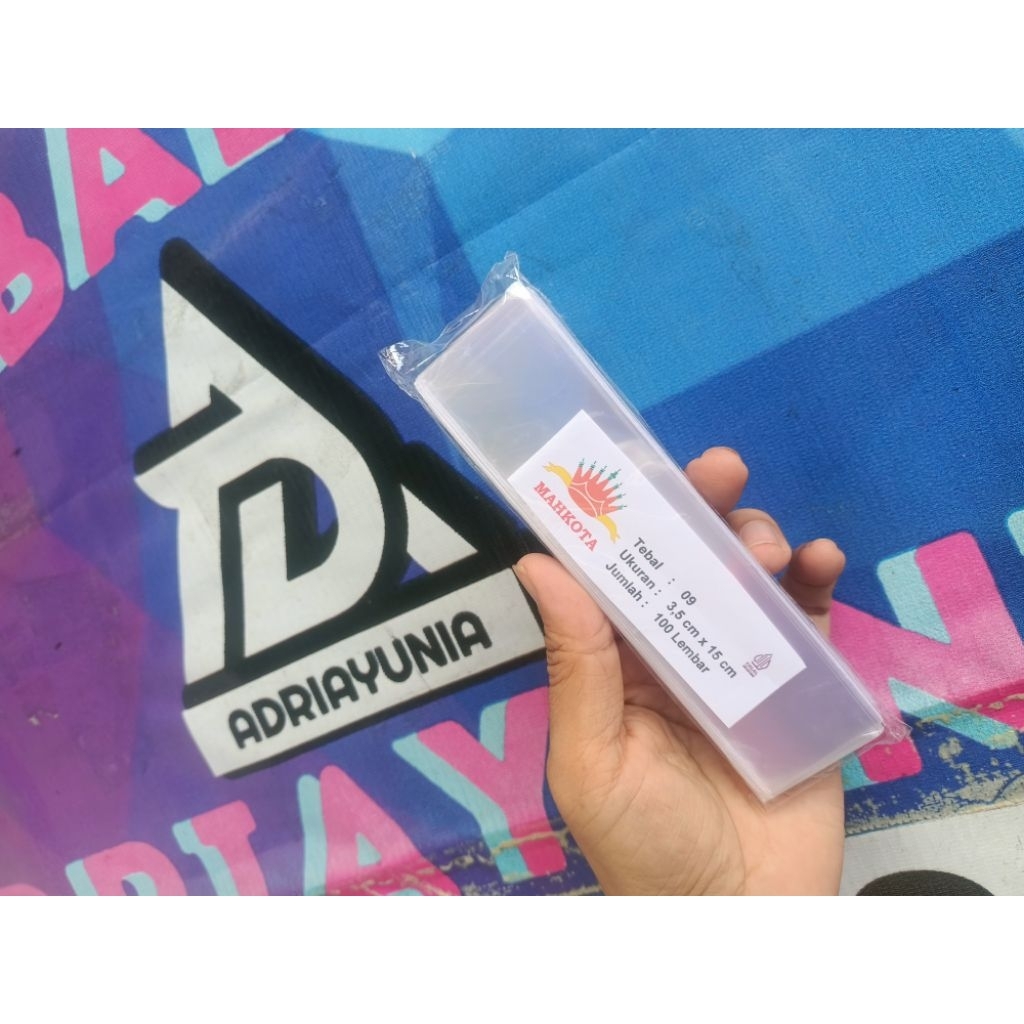 ADRIAYUNIA
MAHKOTA
Tebal : 09
Ukuran : 3,5 cm x 15 cm
Jumlah : 100 Lembar